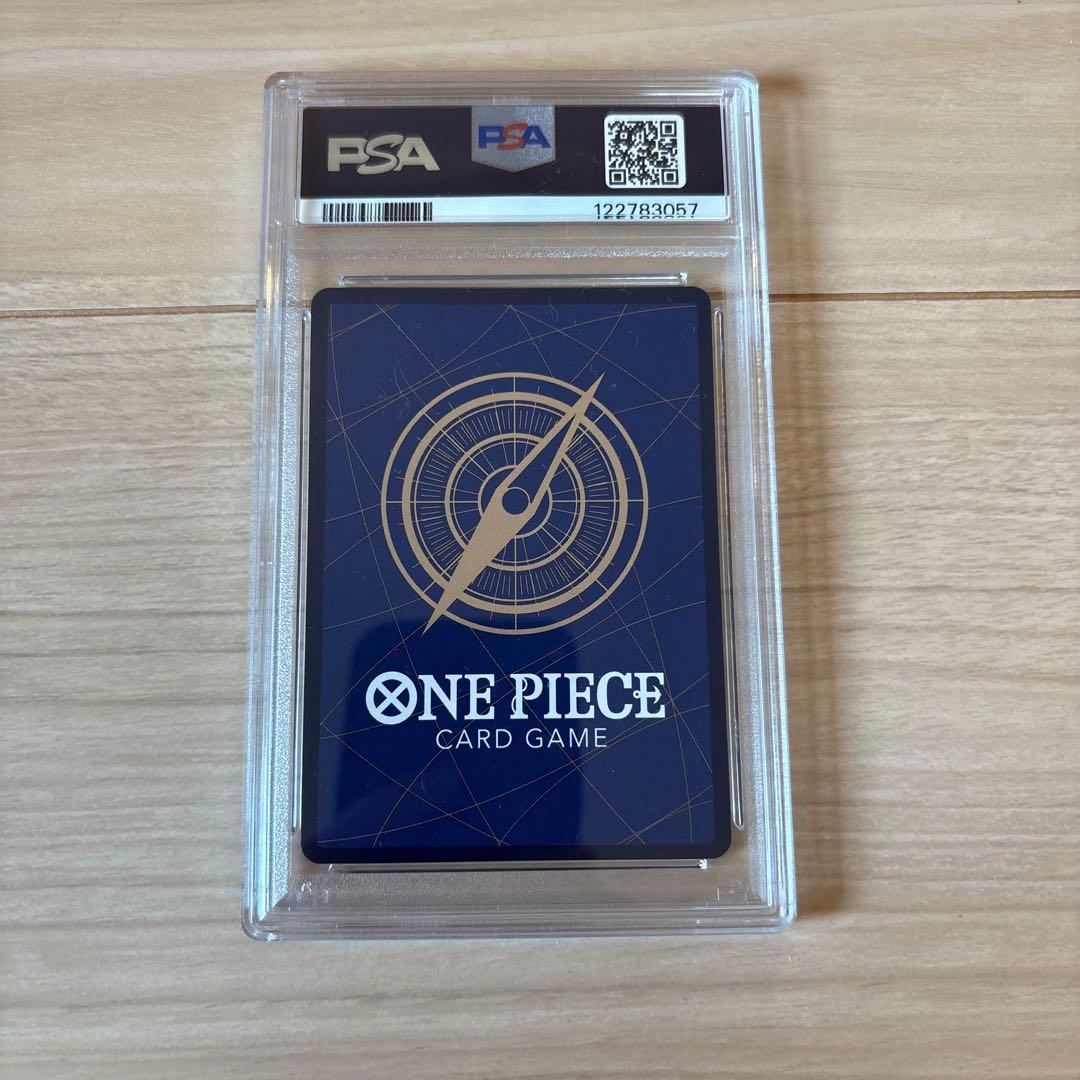 PSA
PSA
122783057
ONE PIECE
CARD GAME